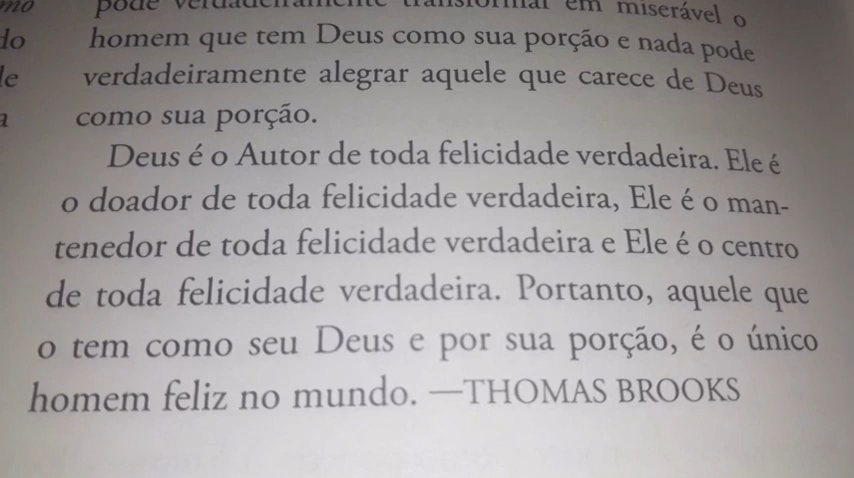 mo
pode verdadeiramente transformar em miserável o
do
homem que tem Deus como sua porção e nada pode
le
verdadeiramente alegrar aquele que carece de Deus
a
como sua porção.
Deus é o Autor de toda felicidade verdadeira. Ele é
o doador de toda felicidade verdadeira, Ele é o man-
tenedor de toda felicidade verdadeira e Ele é o centro
de toda felicidade verdadeira. Portanto, aquele que
o tem como seu Deus e por sua porção, é o único
homem feliz no mundo. —THOMAS BROOKS